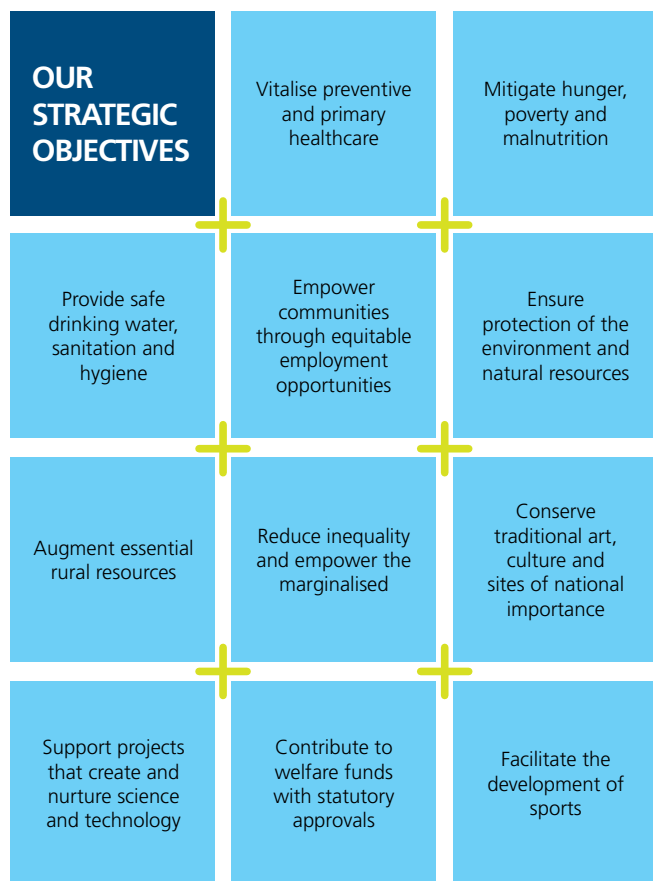 OUR
STRATEGIC
OBJECTIVES
Vitalise preventive
and primary
healthcare
Mitigate hunger,
poverty and
malnutrition
Provide safe
drinking water,
sanitation and
hygiene
Empower
communities
through equitable
employment
opportunities
Ensure
protection of the
environment and
natural resources
Augment essential
rural resources
Reduce inequality
and empower the
marginalised
Conserve
traditional art,
culture and
sites of national
importance
Support projects
that create and
nurture science
and technology
Contribute to
welfare funds
with statutory
approvals
Facilitate the
development of
sports